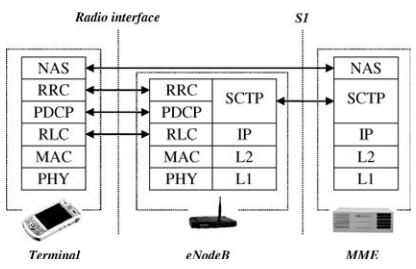 Radio interface S1
NAS NAS
RRC RRC SCTP SCTP
PDCP PDCP
RLC RLC IP IP
MAC MAC L2 L2
PHY PHY L1 L1
Terminal eNodeB MME